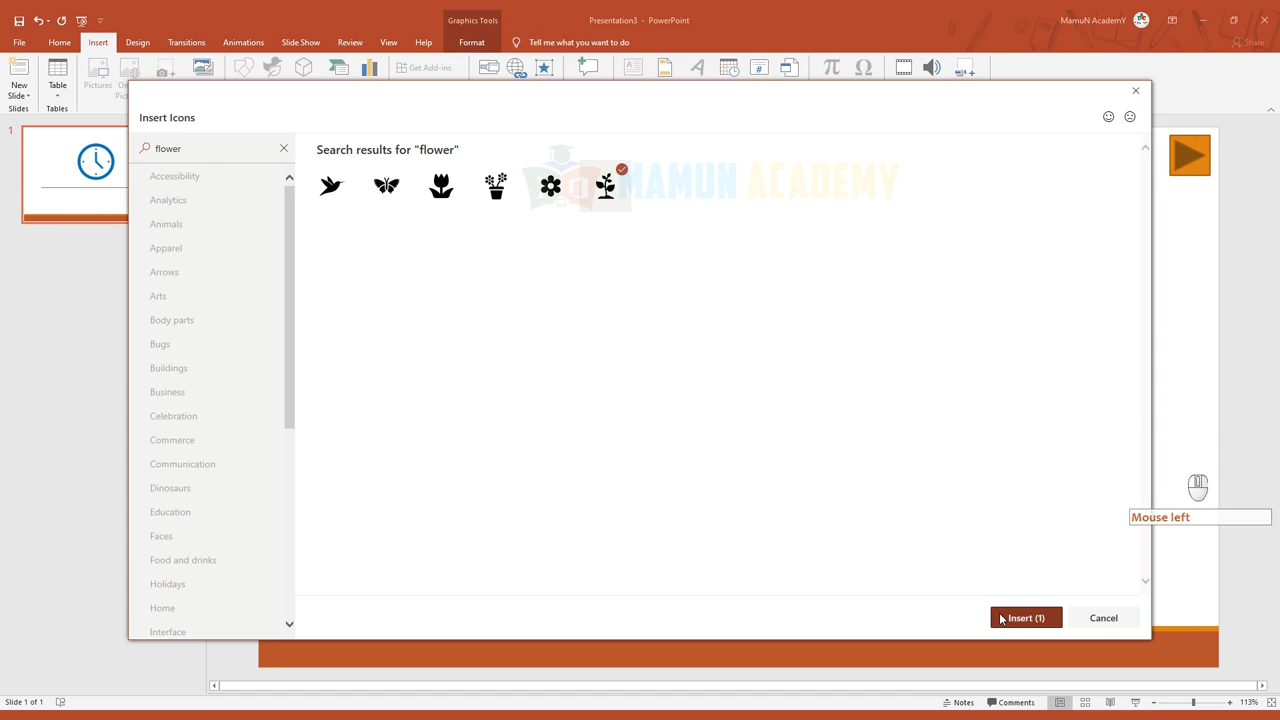 Graphics Tools
Presentation3 - PowerPoint
MamuN AcademY
File Home Insert Design Transitions Animations Slide Show Review View Help Format Tell me what you want to do Share
New Slide
Table
Pictures
Get Add-ins
Slides Tables
Insert Icons
flower
Search results for "flower"
MAMUN ACADEMY
Accessibility
Analytics
Animals
Apparel
Arrows
Arts
Body parts
Bugs
Buildings
Business
Celebration
Commerce
Communication
Dinosaurs
Education
Faces
Food and drinks
Holidays
Home
Interface
1
Mouse left
Insert (1) Cancel
Slide 1 of 1 Notes Comments 113%